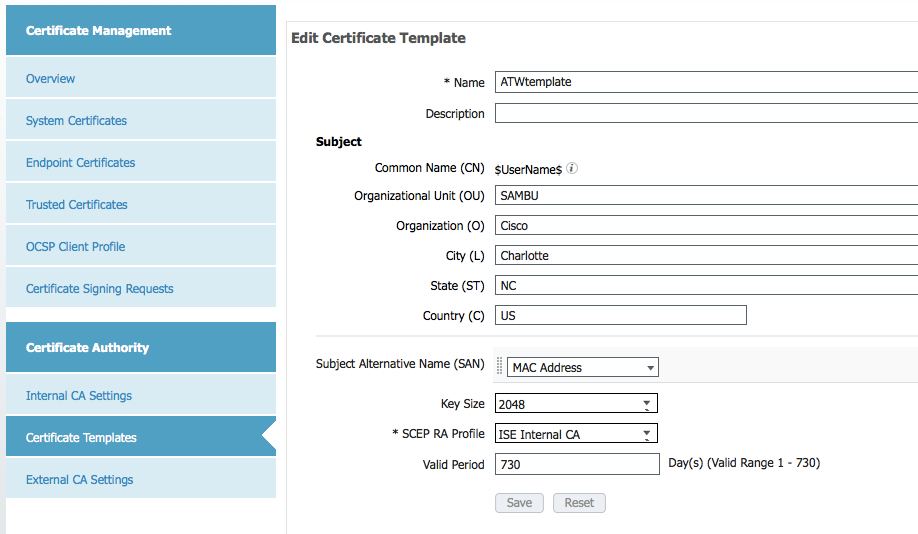 Certificate Management
Overview
System Certificates
Endpoint Certificates
Trusted Certificates
OCSP Client Profile
Certificate Signing Requests
Certificate Authority
Internal CA Settings
Certificate Templates
External CA Settings
Edit Certificate Template
* Name ATWtemplate
Description
Subject
Common Name (CN) $UserName$ i
Organizational Unit (OU) SAMBU
Organization (O) Cisco
City (L) Charlotte
State (ST) NC
Country (C) US
Subject Alternative Name (SAN) MAC Address
Key Size 2048
* SCEP RA Profile ISE Internal CA
Valid Period 730 Day(s) (Valid Range 1 - 730)
Save Reset